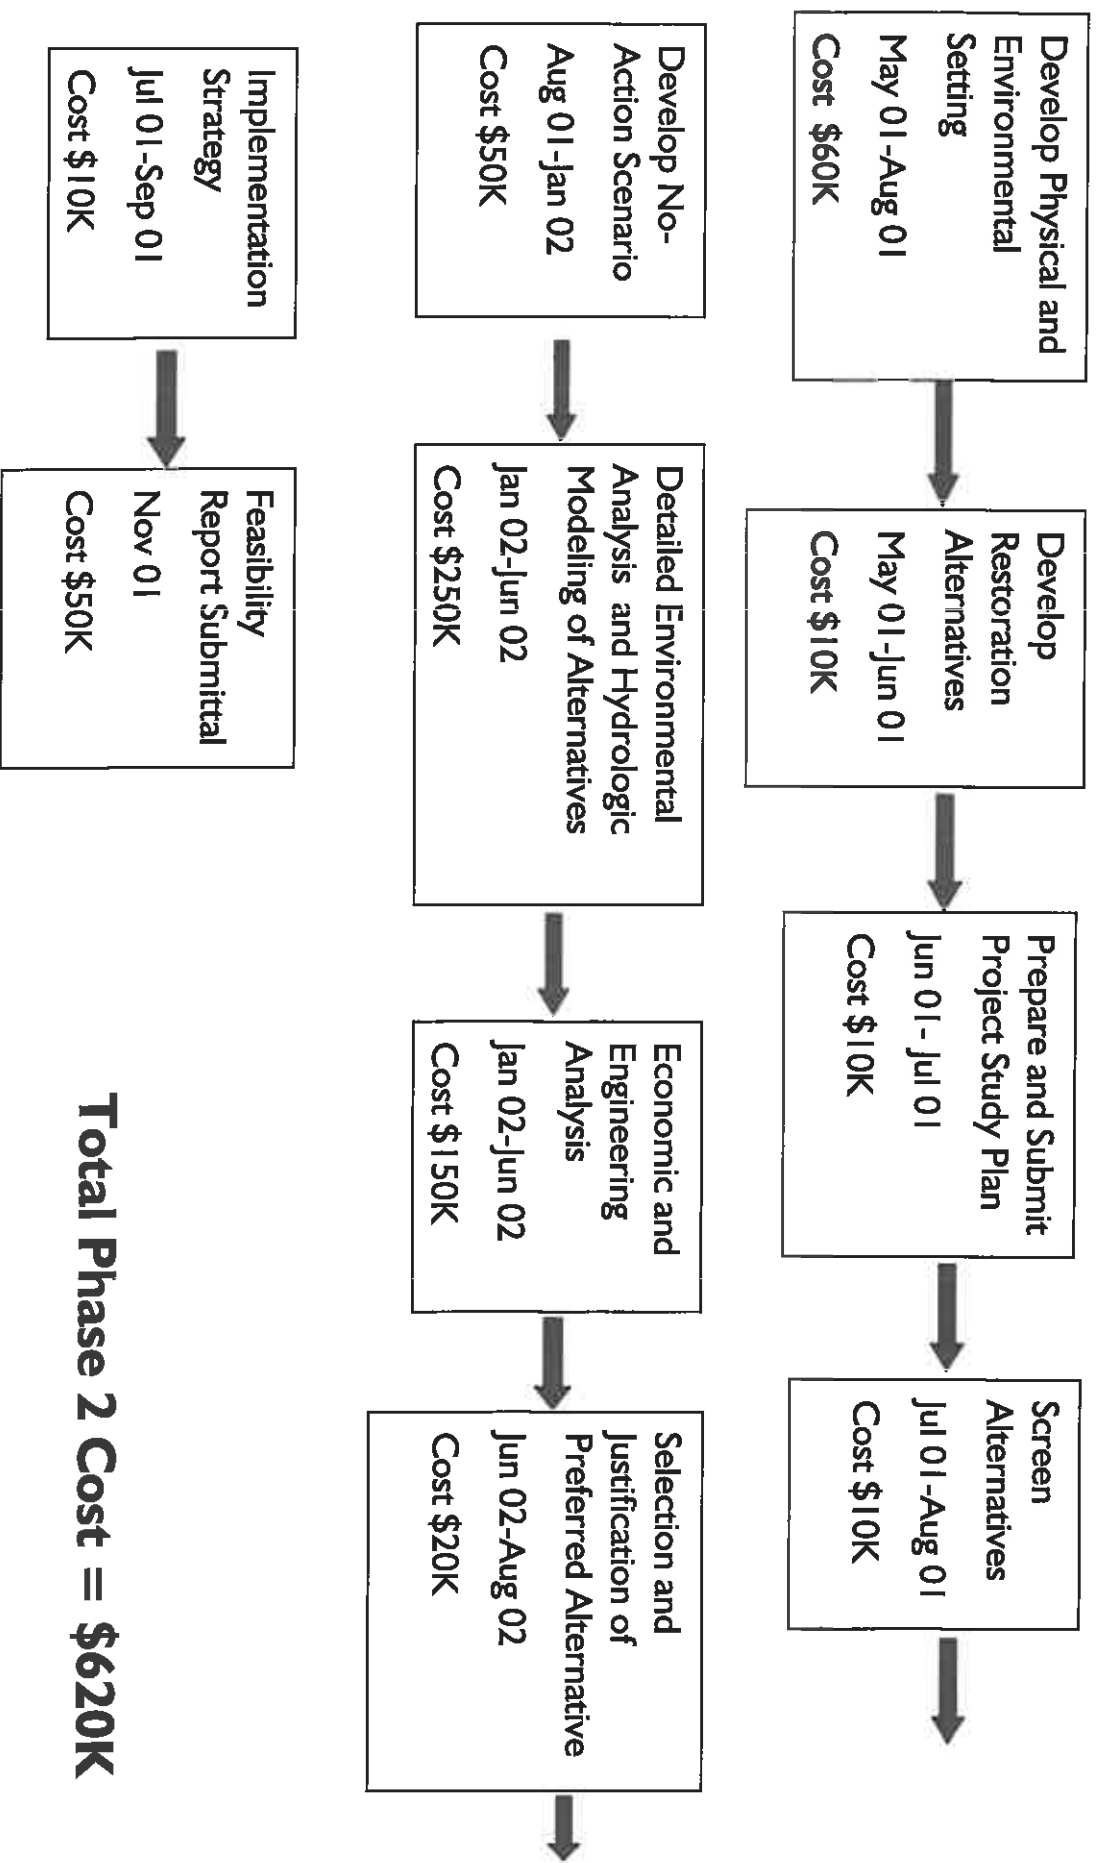 Develop Physical and
Environmental
Setting
May 01-Aug 01
Cost $60K
Develop
Restoration
Alternatives
May 01-Jun 01
Cost $10K
Prepare and Submit
Project Study Plan
Jun 01- Jul 01
Cost $10K
Screen
Alternatives
Jul 01-Aug 01
Cost $10K
Develop No-
Action Scenario
Aug 01-Jan 02
Cost $50K
Detailed Environmental
Analysis and Hydrologic
Modeling of Alternatives
Jan 02-Jun 02
Cost $250K
Economic and
Engineering
Analysis
Jan 02-Jun 02
Cost $150K
Selection and
Justification of
Preferred Alternative
Jun 02-Aug 02
Cost $20K
Implementation
Strategy
Jul 01-Sep 01
Cost $10K
Feasibility
Report Submittal
Nov 01
Cost $50K
Total Phase 2 Cost = $620K